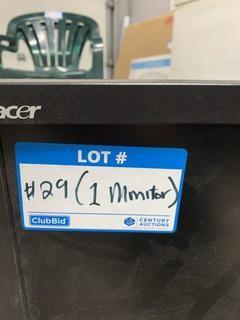 acer
LOT #
#29 (1 Monitor)
ClubBid
CENTURY
AUCTIONS